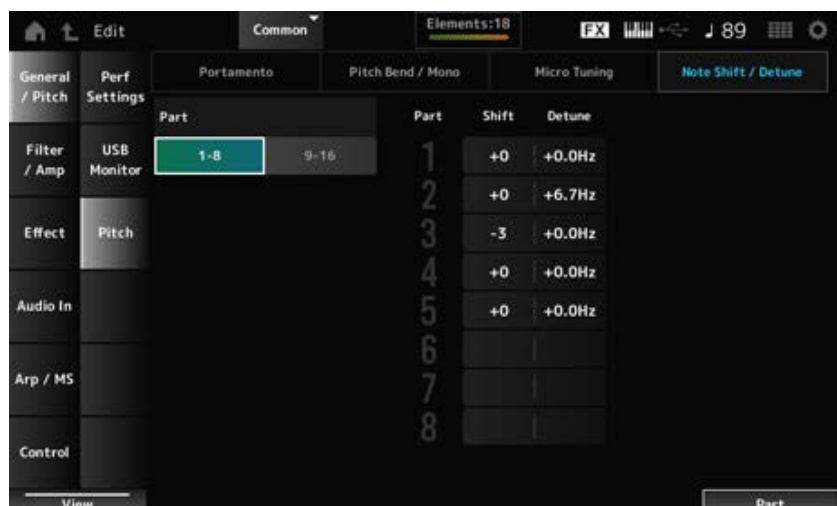 Edit
Common
Elements:18
FX
89
General / Pitch
Perf Settings
Portamento
Pitch Bend / Mono
Micro Tuning
Note Shift / Detune
Part
Part Shift Detune
Filter / Amp
USB Monitor
1-8
9-16
1 +0 +0.0Hz
2 +0 +6.7Hz
Effect
Pitch
3 -3 +0.0Hz
4 +0 +0.0Hz
Audio In
5 +0 +0.0Hz
6
Arp / MS
7
8
Control
View
Part